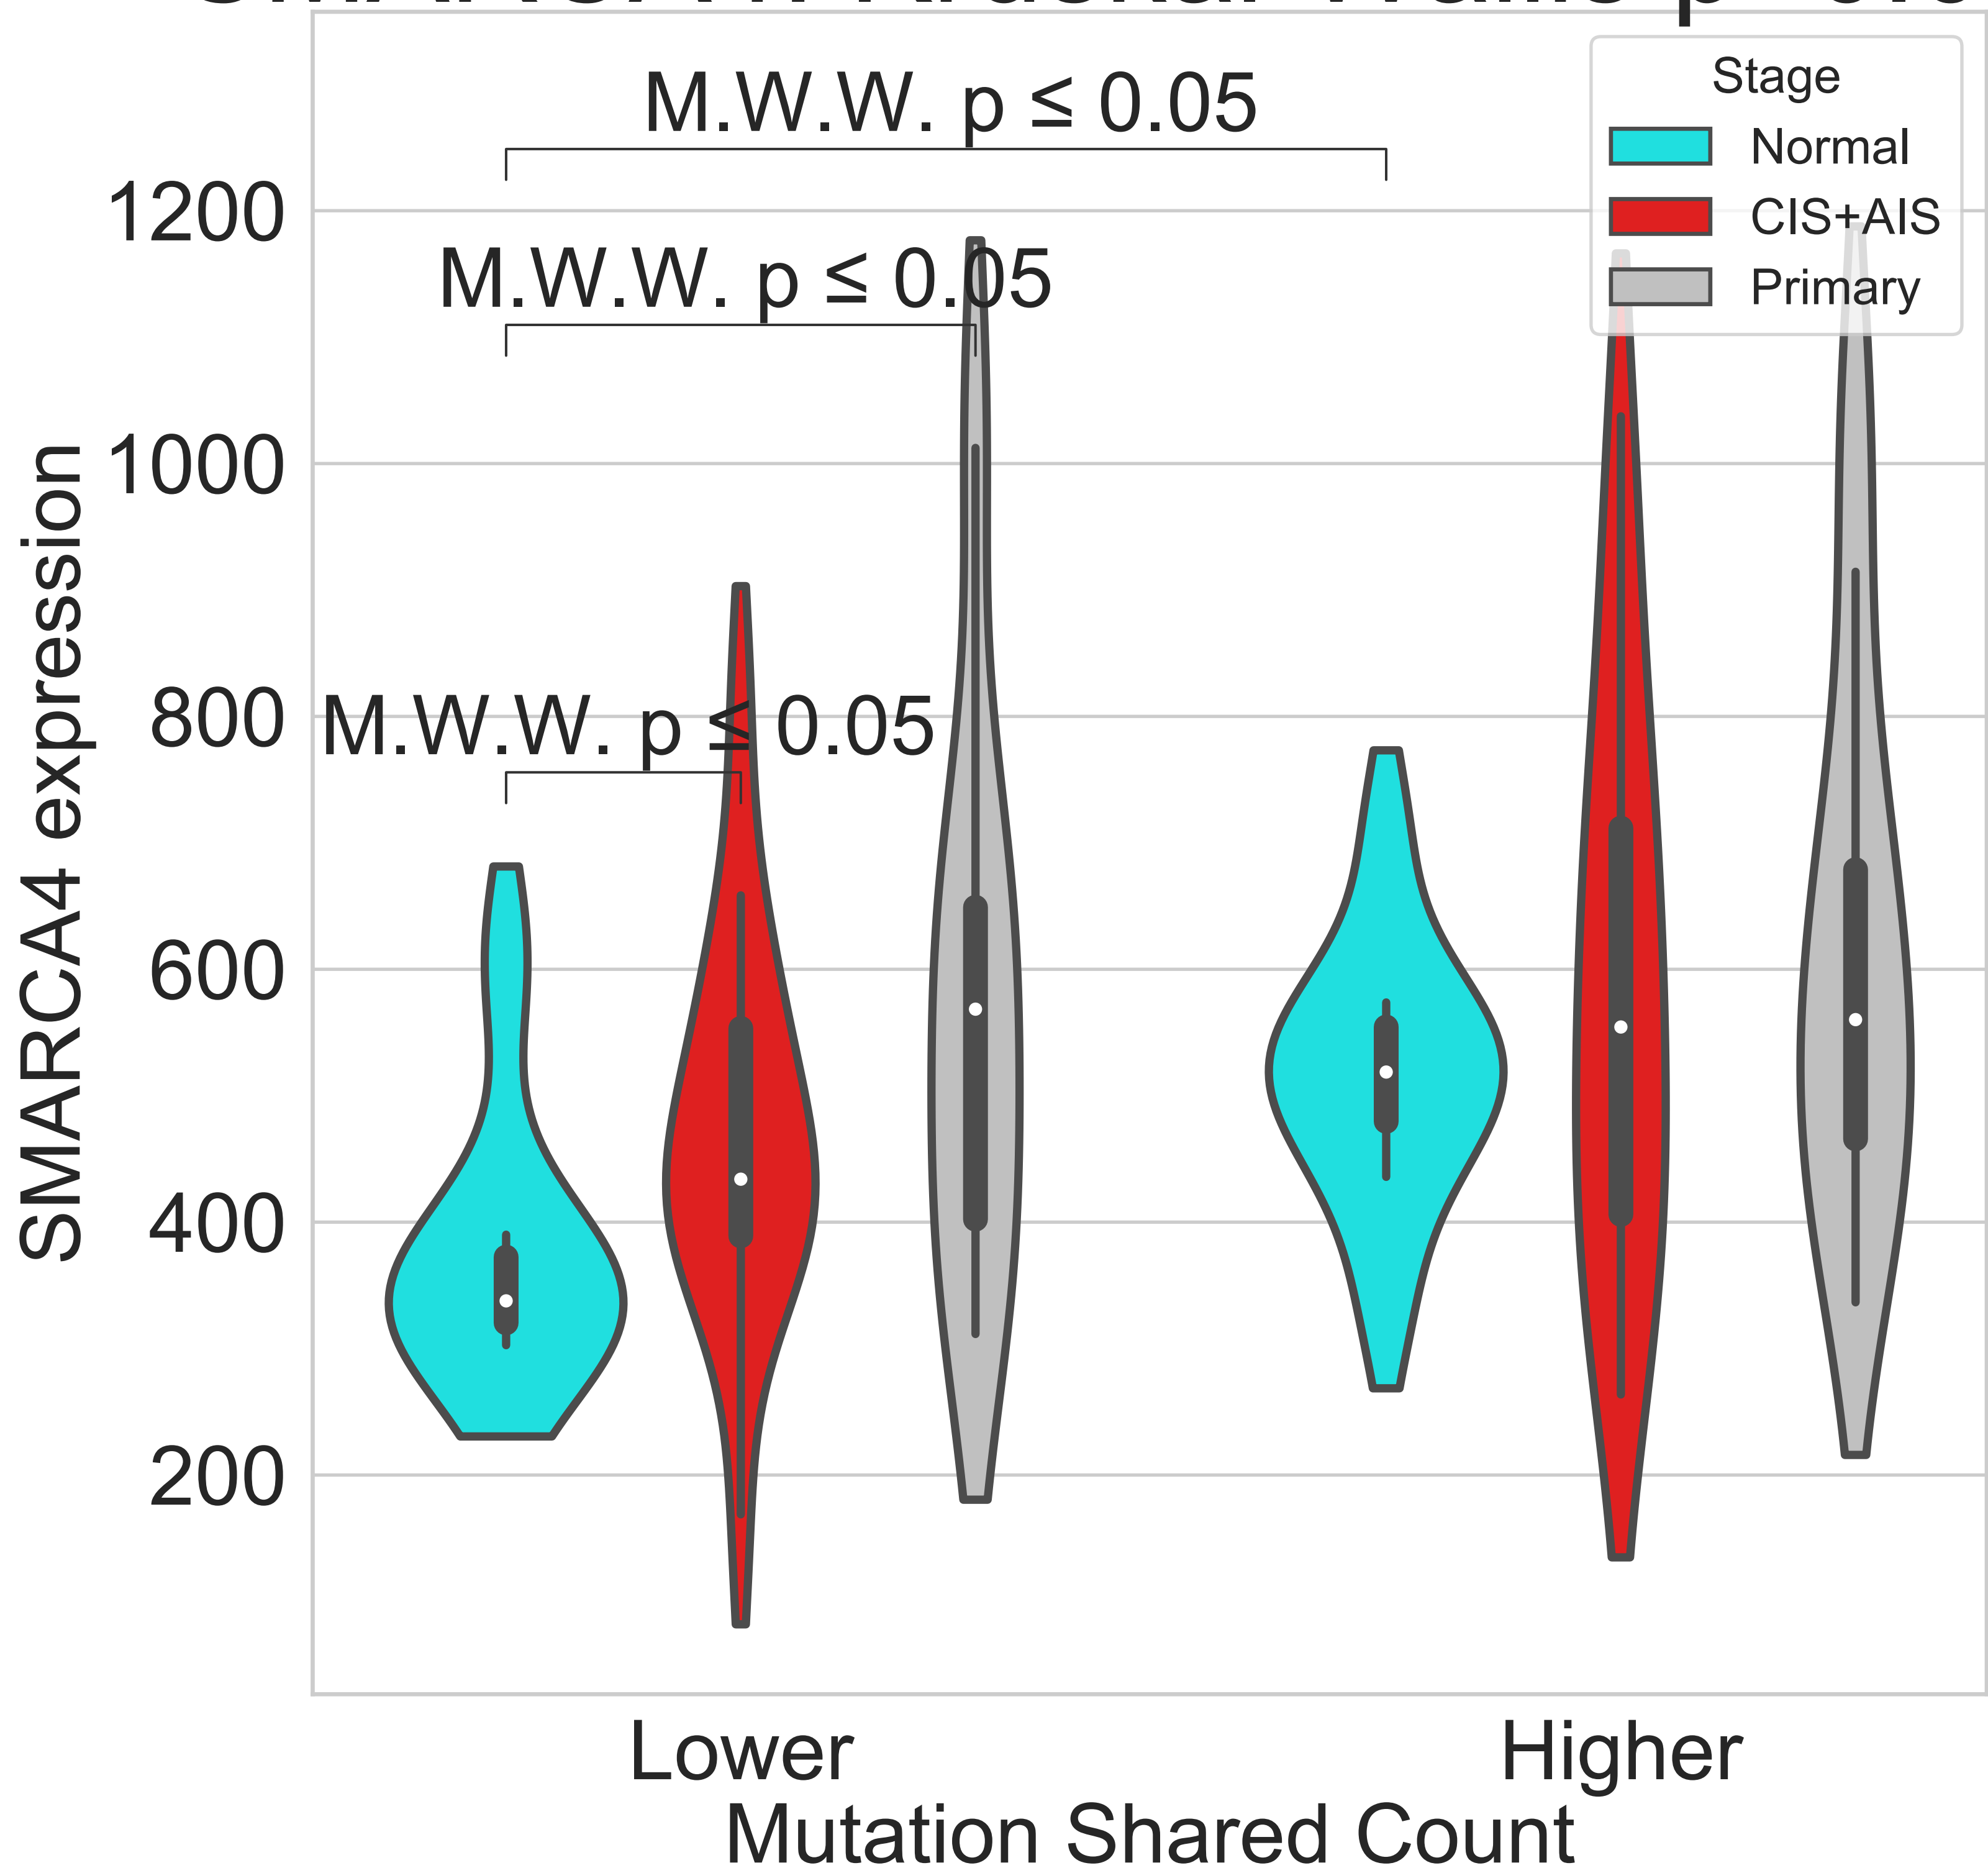 M.W.W. p ≤ 0.05
Stage
Normal
CIS+AIS
Primary
M.W.W. p ≤ 0.05
M.W.W. p ≤ 0.05
1200
1000
800
600
400
200
SMARCA4 expression
Lower
Higher
Mutation Shared Count